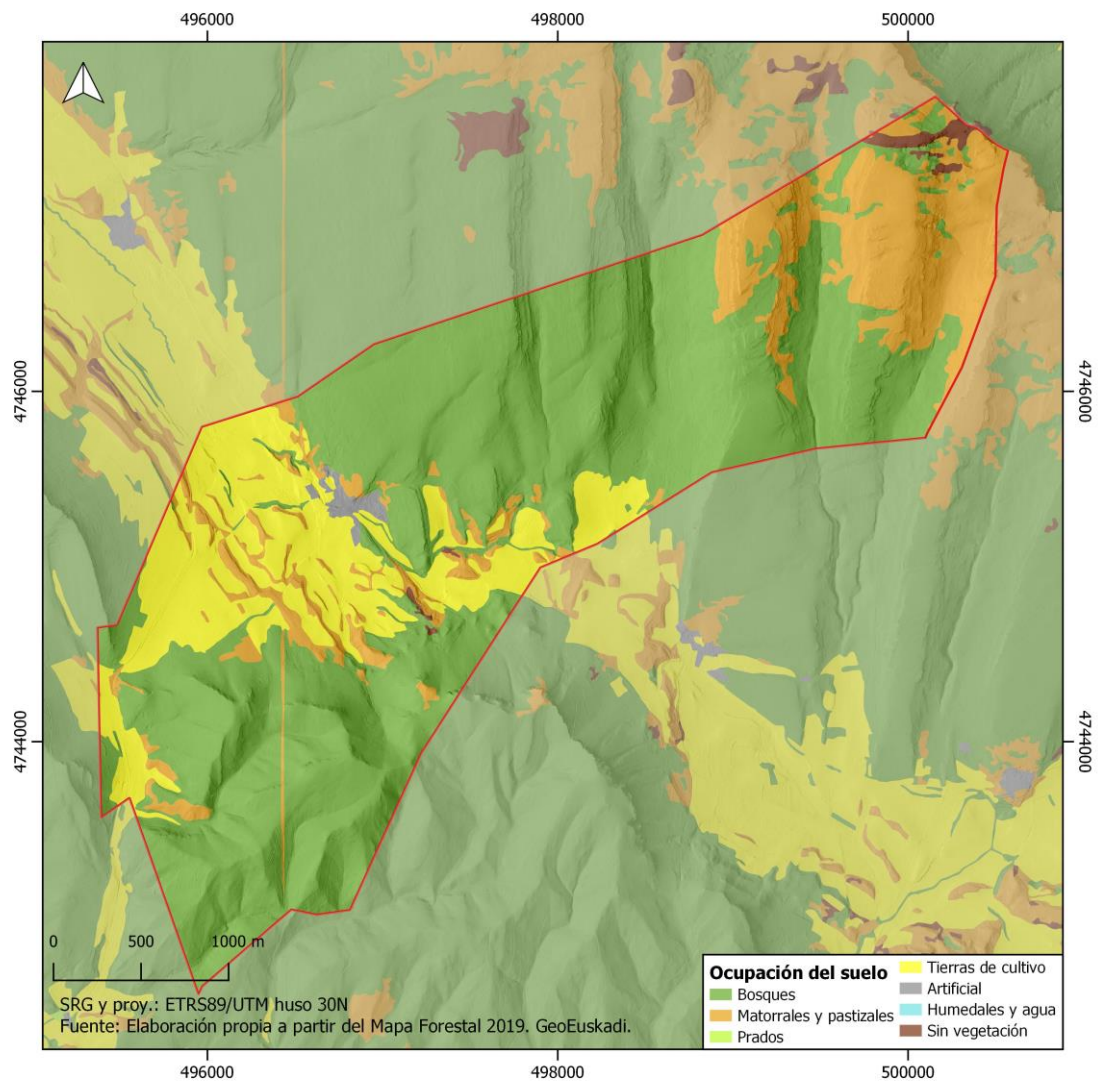 496000
498000
500000
4746000
4746000
4744000
4744000
0 500 1000 m
SRG y proy.: ETRS89/UTM huso 30N
Fuente: Elaboración propia a partir del Mapa Forestal 2019. GeoEuskadi.
Ocupación del suelo
Bosques
Matorrales y pastizales
Prados
Tierras de cultivo
Artificial
Humedales y agua
Sin vegetación
496000
498000
500000